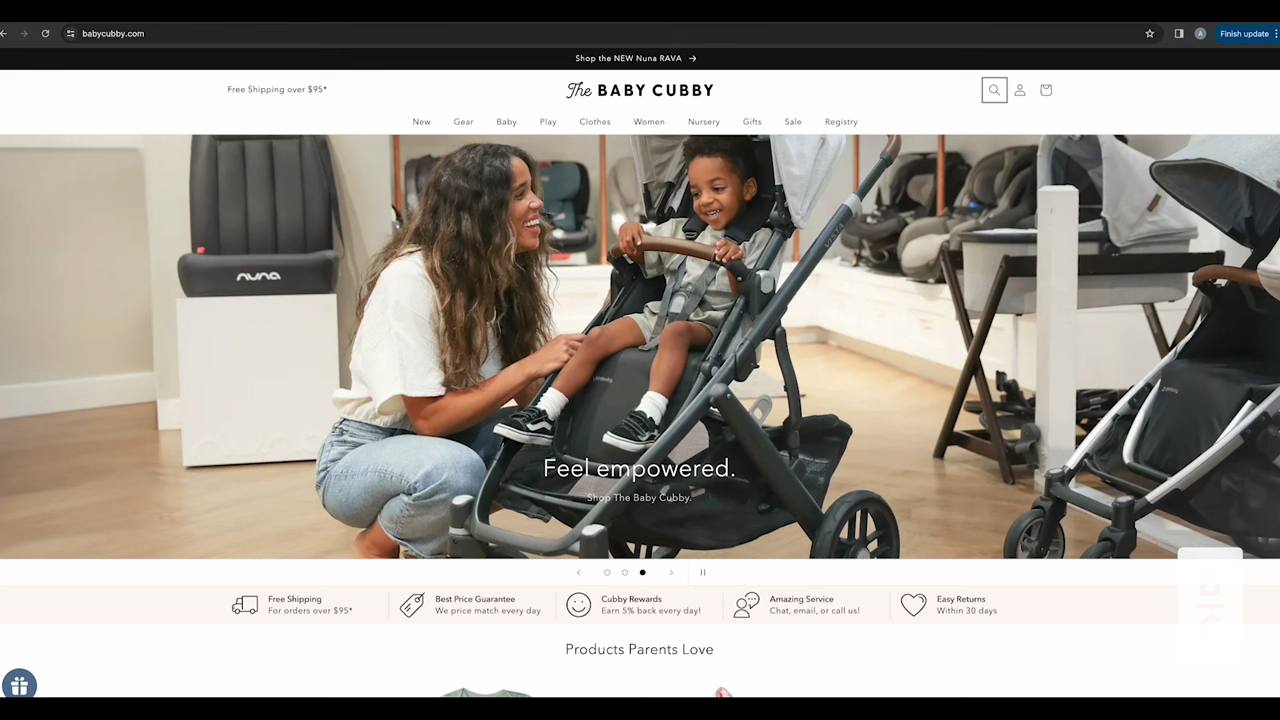 babycubby.com
A
Finish update
Shop the NEW Nuna RAVA →
Free Shipping over $95*
The BABY CUBBY
New Gear Baby Play Clothes Women Nursery Gifts Sale Registry
nuna
VISTA
UPPAbaby
Feel empowered.
Shop The Baby Cubby.
Free Shipping
For orders over $95*
Best Price Guarantee
We price match every day
Cubby Rewards
Earn 5% back every day!
Amazing Service
Chat, email, or call us!
Easy Returns
Within 30 days
Products Parents Love